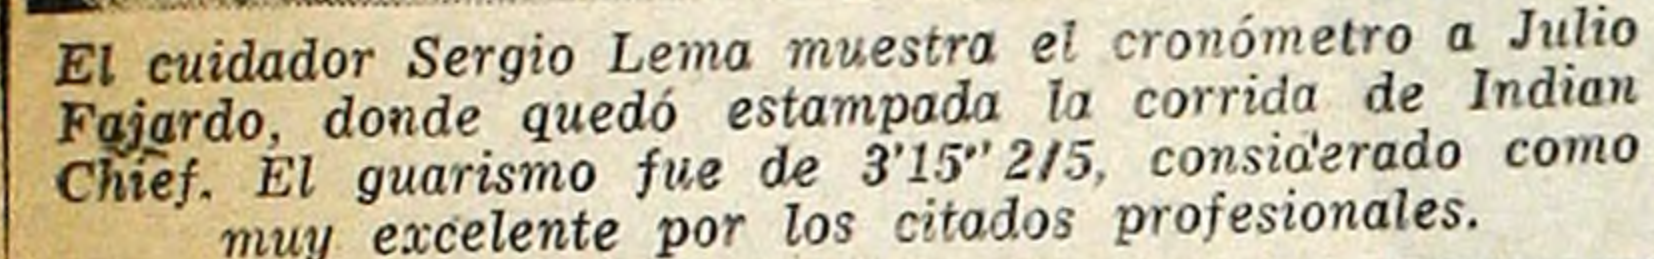 El cuidador Sergio Lema muestra el cronómetro a Julio
Fajardo, donde quedó estampada la corrida de Indian
Chief. El guarismo fue de 3'15" 2/5, considerado como
muy excelente por los citados profesionales.